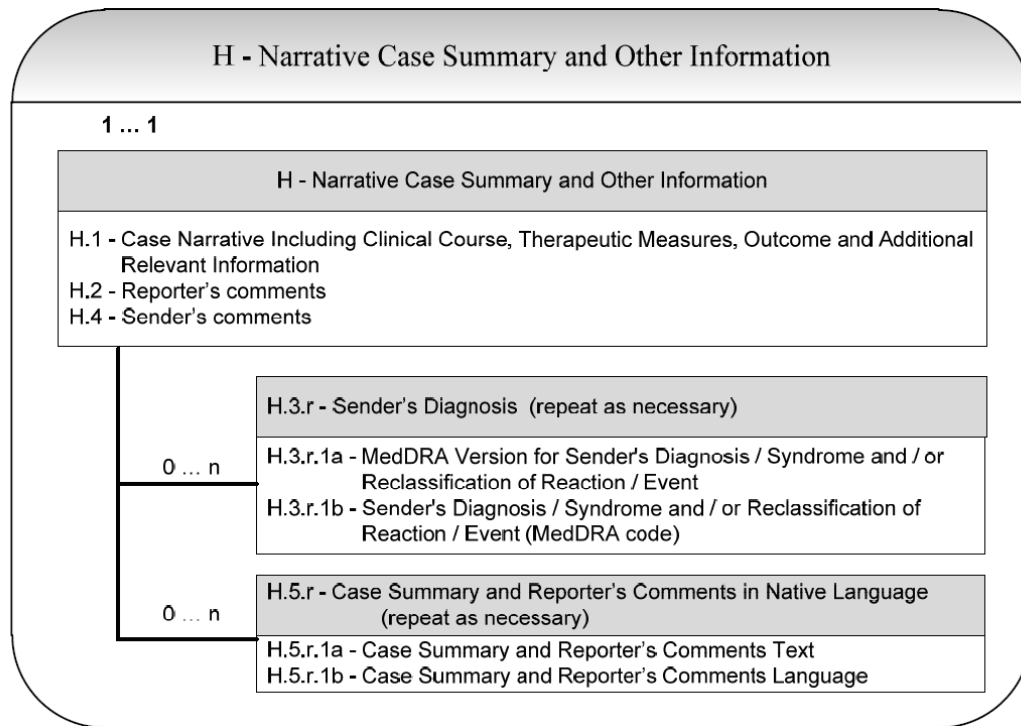 H - Narrative Case Summary and Other Information
1 ... 1
H - Narrative Case Summary and Other Information
H.1 - Case Narrative Including Clinical Course, Therapeutic Measures, Outcome and Additional
Relevant Information
H.2 - Reporter's comments
H.4 - Sender's comments
H.3.r - Sender's Diagnosis (repeat as necessary)
0 ... n
H.3.r.1a - MedDRA Version for Sender's Diagnosis / Syndrome and / or
Reclassification of Reaction / Event
H.3.r.1b - Sender's Diagnosis / Syndrome and / or Reclassification of
Reaction / Event (MedDRA code)
H.5.r - Case Summary and Reporter's Comments in Native Language
(repeat as necessary)
0 ... n
H.5.r.1a - Case Summary and Reporter's Comments Text
H.5.r.1b - Case Summary and Reporter's Comments Language